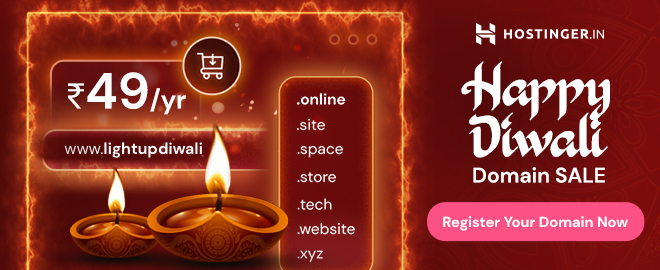 ₹49/yr
www.lightupdiwali
.online
.site
.space
.store
.tech
.website
.xyz
HOSTINGER.IN
Happy
Diwali
Domain SALE
Register Your Domain Now